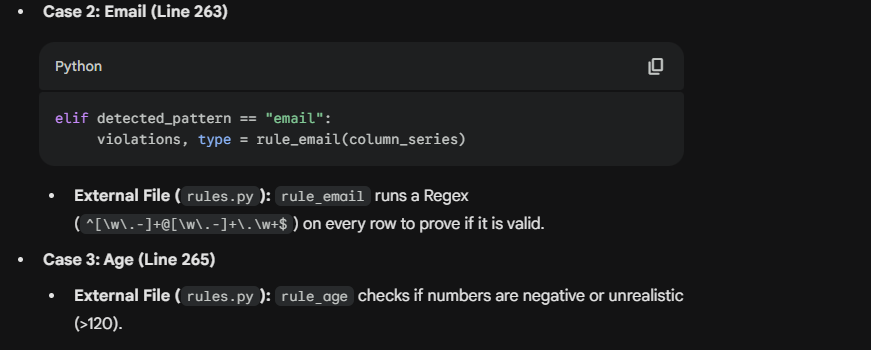 Case 2: Email (Line 263)
Python
elif detected_pattern == "email":
violations, type = rule_email(column_series)
External File (rules.py): rule_email runs a Regex
(^[\w\.-]+@[\w\.-]+\.\w+$) on every row to prove if it is valid.
Case 3: Age (Line 265)
External File (rules.py): rule_age checks if numbers are negative or unrealistic
(>120).